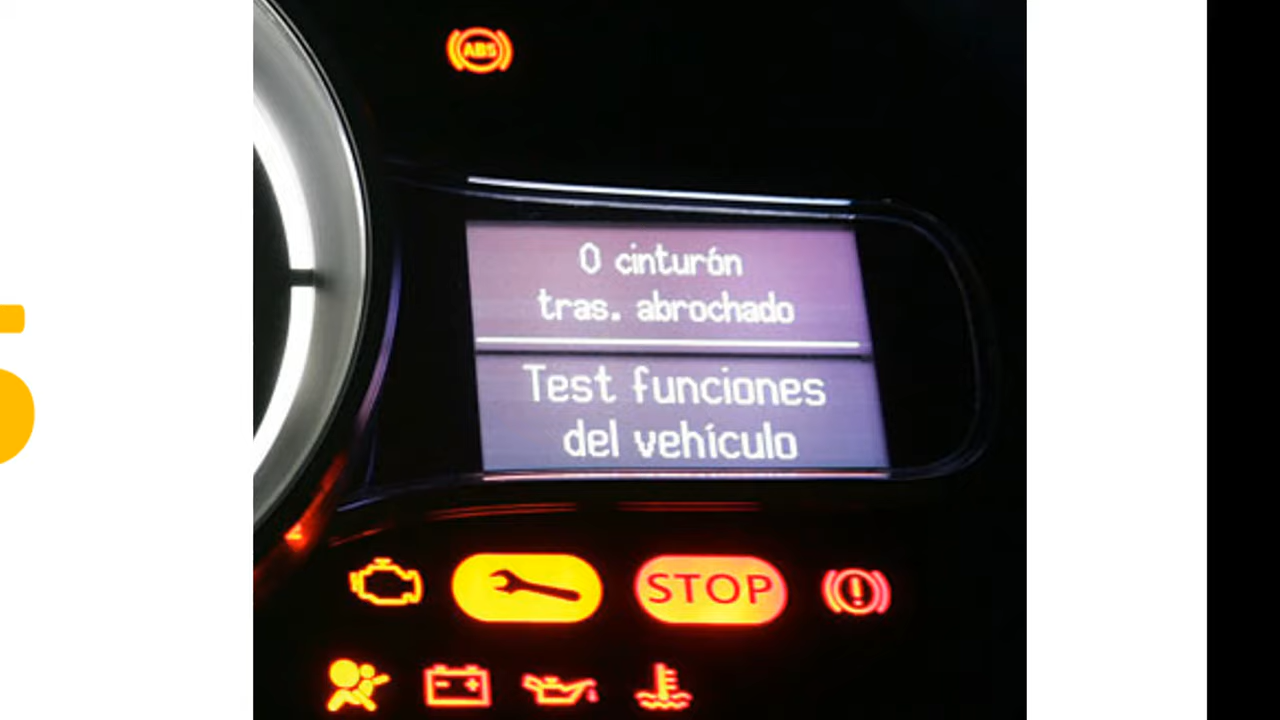 ABS
0 cinturón
tras. abrochado
Test funciones
del vehículo
STOP